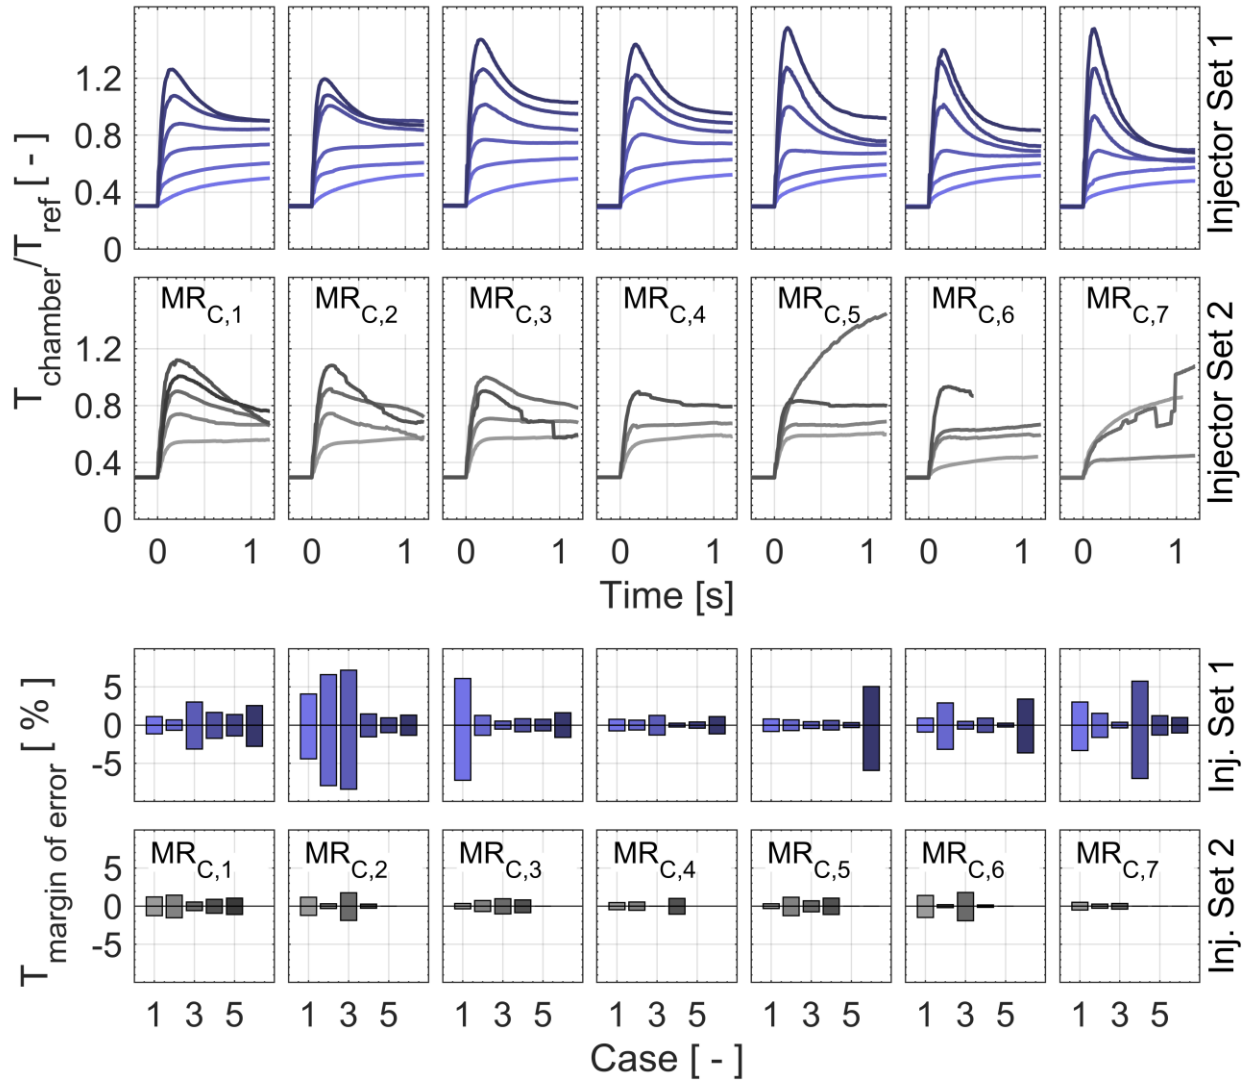 T_chamber/T_ref [ - ]
1.2
0.8
0.4
0
Injector Set 1
MR_C,1 MR_C,2 MR_C,3 MR_C,4 MR_C,5 MR_C,6 MR_C,7
1.2
0.8
0.4
0
Injector Set 2
0 1 0 1 0 1 0 1 0 1 0 1 0 1
Time [s]
T_margin of error [ % ]
5
0
-5
Inj. Set 1
MR_C,1 MR_C,2 MR_C,3 MR_C,4 MR_C,5 MR_C,6 MR_C,7
5
0
-5
Inj. Set 2
1 3 5 1 3 5 1 3 5 1 3 5 1 3 5 1 3 5 1 3 5
Case [ - ]